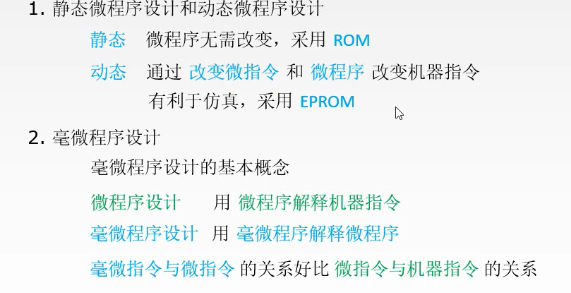 1. 静态微程序设计和动态微程序设计
静态 微程序无需改变，采用 ROM
动态 通过 改变微指令 和 微程序 改变机器指令
有利于仿真，采用 EPROM
2. 毫微程序设计
毫微程序设计的基本概念
微程序设计 用 微程序解释机器指令
毫微程序设计 用 毫微程序解释微程序
毫微指令与微指令 的关系好比 微指令与机器指令 的关系